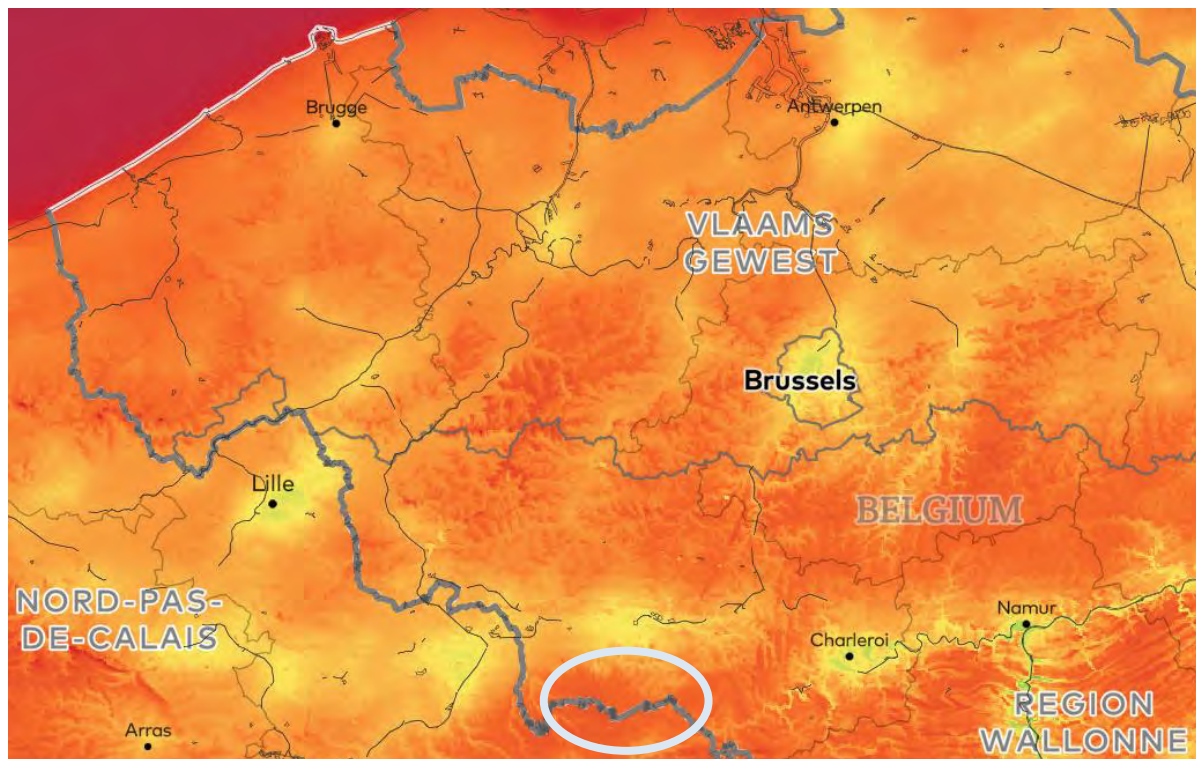 Brugge
Antwerpen
VLAAMS
GEWEST
Brussels
Lille
BELGIUM
NORD-PAS-
DE-CALAIS
Namur
Charleroi
REGION
WALLONNE
Arras